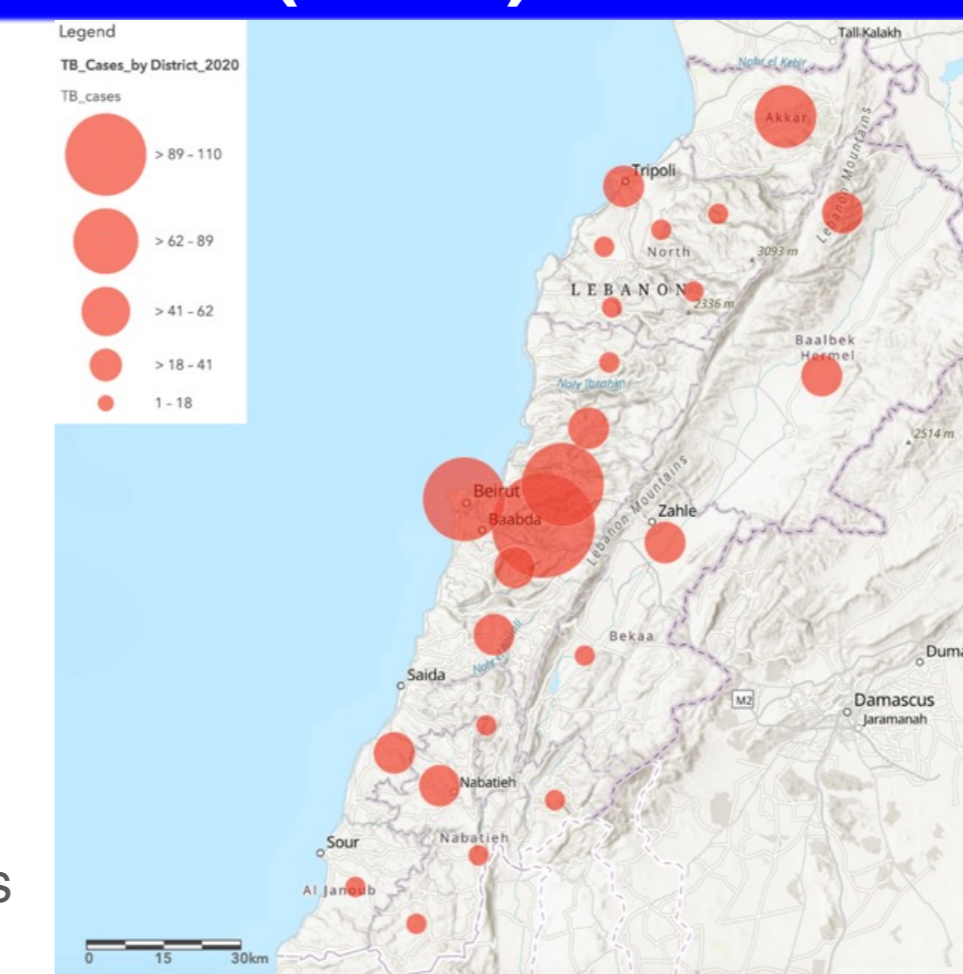 Legend
TB_Cases_by District_2020
TB_cases
> 89 - 110
> 62 - 89
> 41 - 62
> 18 - 41
1 - 18
Tall Kalakh
Nahr el Kebir
Akkar
Tripoli
Lebanon Mountains
North
3093 m
LEBANON
2336 m
Baalbek
Hermel
Nahr Ibrahim
2514 m
Beirut
Baabda
Lebanon Mountains
Zahle
Bekaa
Saida
M2
Damascus
Jaramanah
Nabatieh
Nabatieh
Sour
s
Al Janoub
0 15 30km